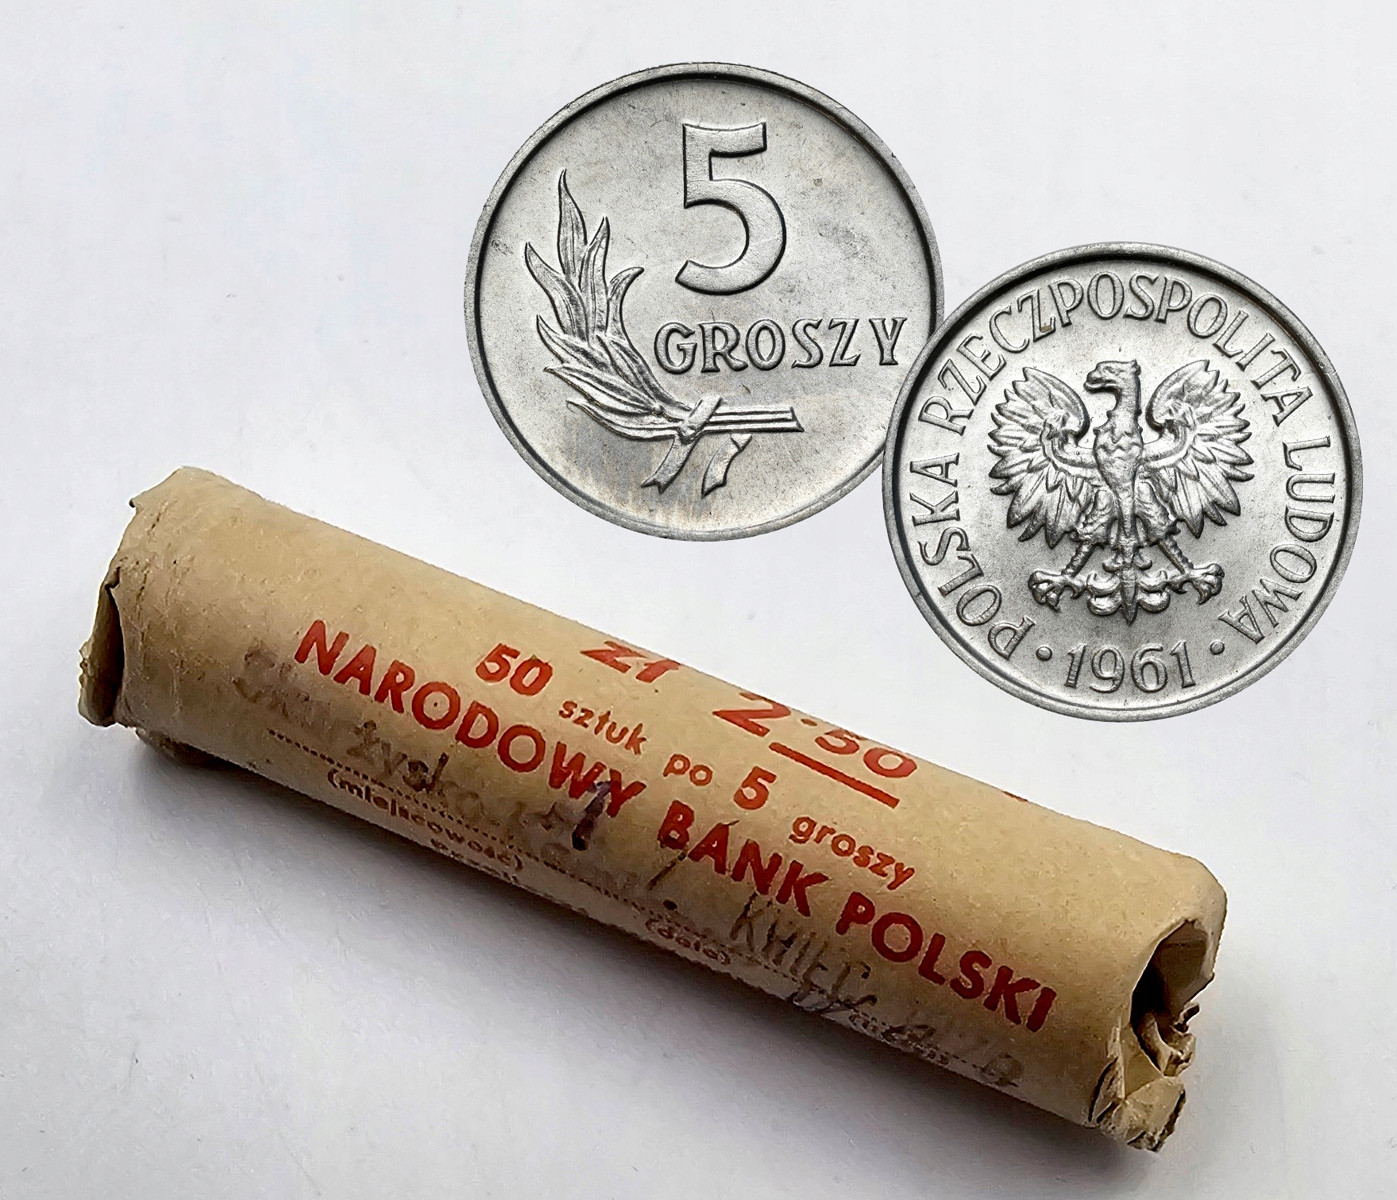 5
GROSZY
POLSKA RZECZPOSPOLITA LUDOWA
1961
zł 2.50
50 sztuk po 5 groszy
NARODOWY BANK POLSKI
(miejscowość)
(data)